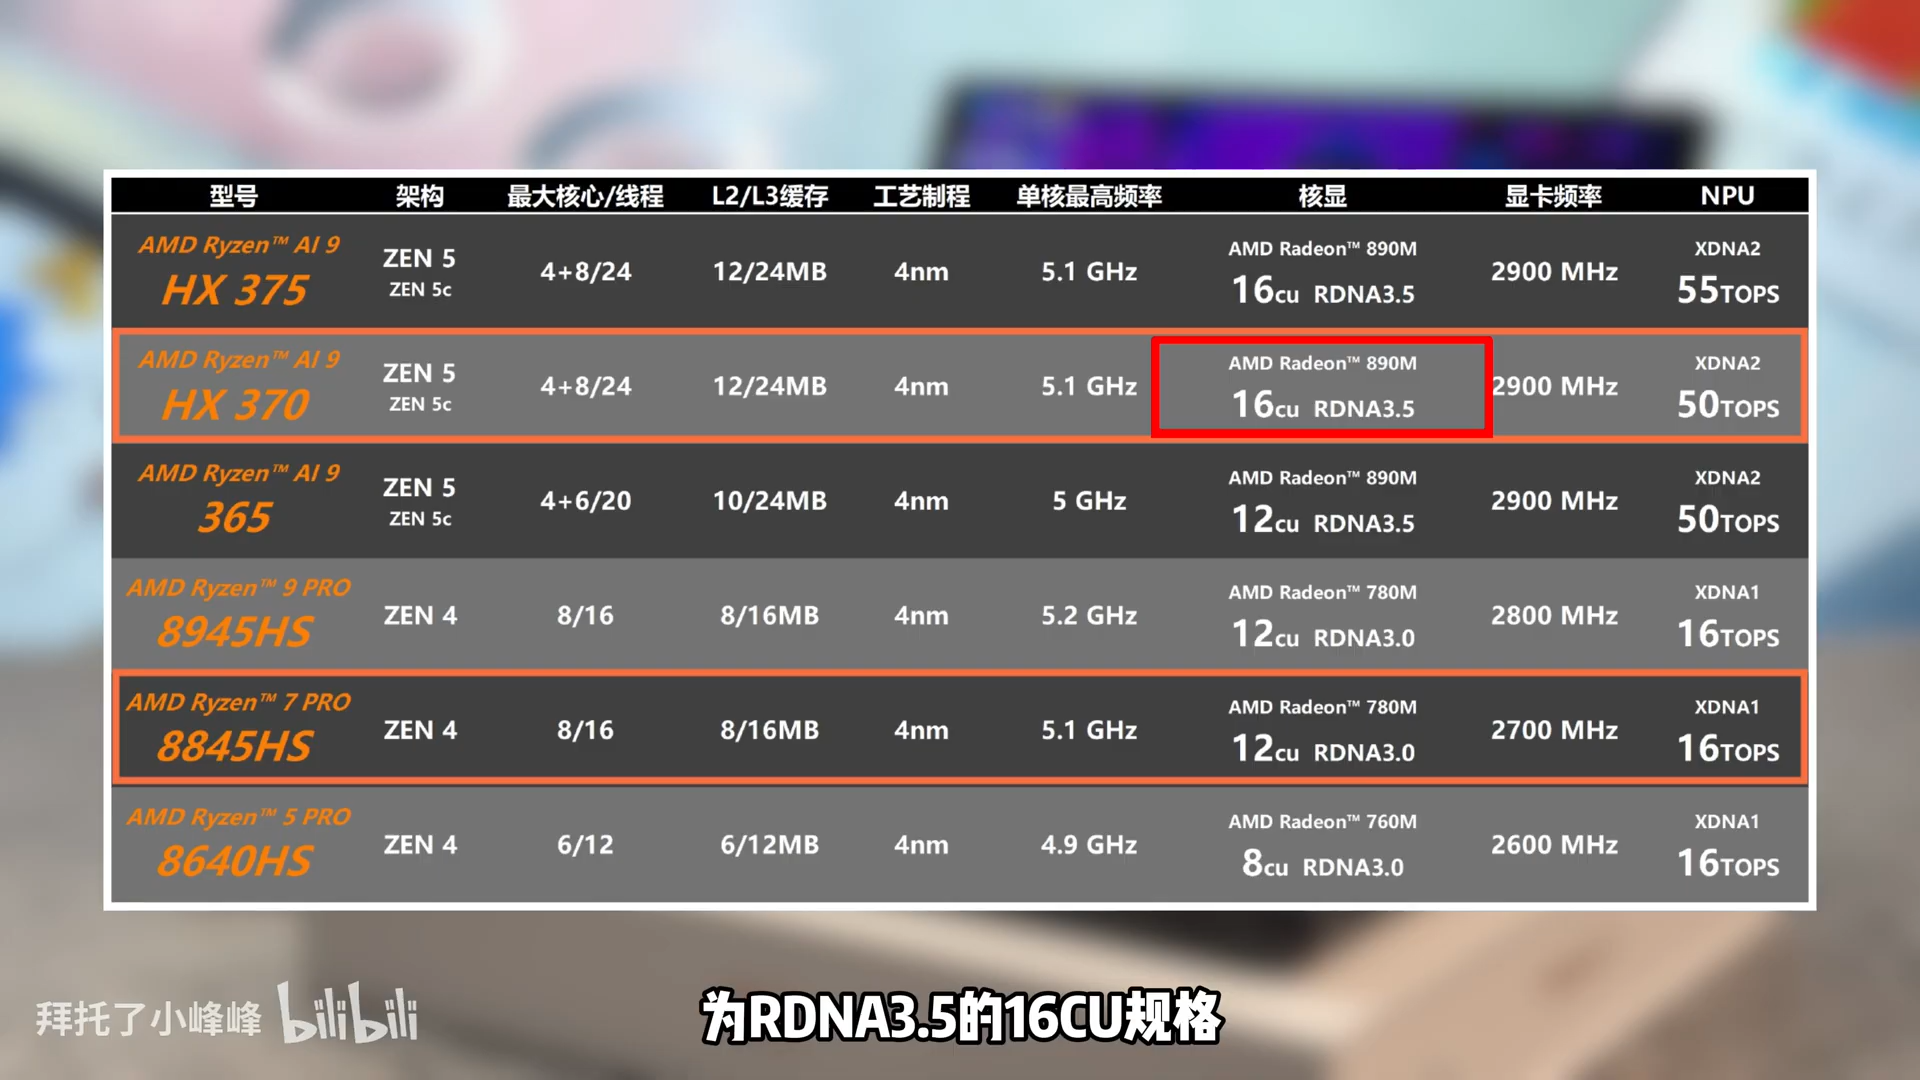 型号 架构 最大核心/线程 L2/L3缓存 工艺制程 单核最高频率 核显 显卡频率 NPU
AMD Ryzen™ AI 9
HX 375
ZEN 5
ZEN 5c
4+8/24
12/24MB
4nm
5.1 GHz
AMD Radeon™ 890M
16cu RDNA3.5
2900 MHz
XDNA2
55TOPS
AMD Ryzen™ AI 9
HX 370
ZEN 5
ZEN 5c
4+8/24
12/24MB
4nm
5.1 GHz
AMD Radeon™ 890M
16cu RDNA3.5
2900 MHz
XDNA2
50TOPS
AMD Ryzen™ AI 9
365
ZEN 5
ZEN 5c
4+6/20
10/24MB
4nm
5 GHz
AMD Radeon™ 890M
12cu RDNA3.5
2900 MHz
XDNA2
50TOPS
AMD Ryzen™ 9 PRO
8945HS
ZEN 4
8/16
8/16MB
4nm
5.2 GHz
AMD Radeon™ 780M
12cu RDNA3.0
2800 MHz
XDNA1
16TOPS
AMD Ryzen™ 7 PRO
8845HS
ZEN 4
8/16
8/16MB
4nm
5.1 GHz
AMD Radeon™ 780M
12cu RDNA3.0
2700 MHz
XDNA1
16TOPS
AMD Ryzen™ 5 PRO
8640HS
ZEN 4
6/12
6/12MB
4nm
4.9 GHz
AMD Radeon™ 760M
8cu RDNA3.0
2600 MHz
XDNA1
16TOPS
拜托了小峰峰 bilibili
为RDNA3.5的16CU规格